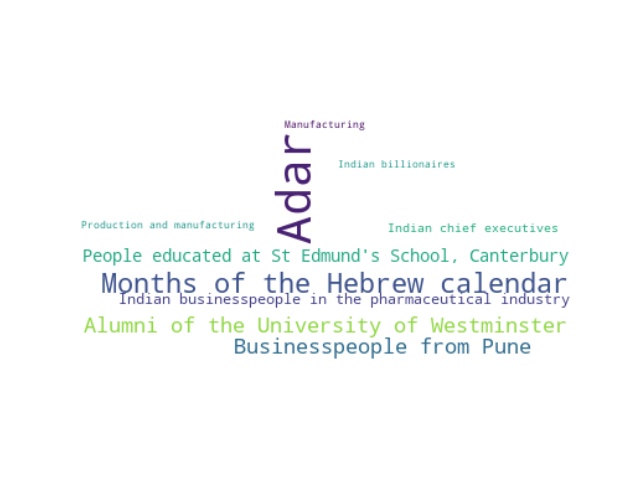 Manufacturing
Adar
Indian billionaires
Production and manufacturing
Indian chief executives
People educated at St Edmund's School, Canterbury
Months of the Hebrew calendar
Indian businesspeople in the pharmaceutical industry
Alumni of the University of Westminster
Businesspeople from Pune